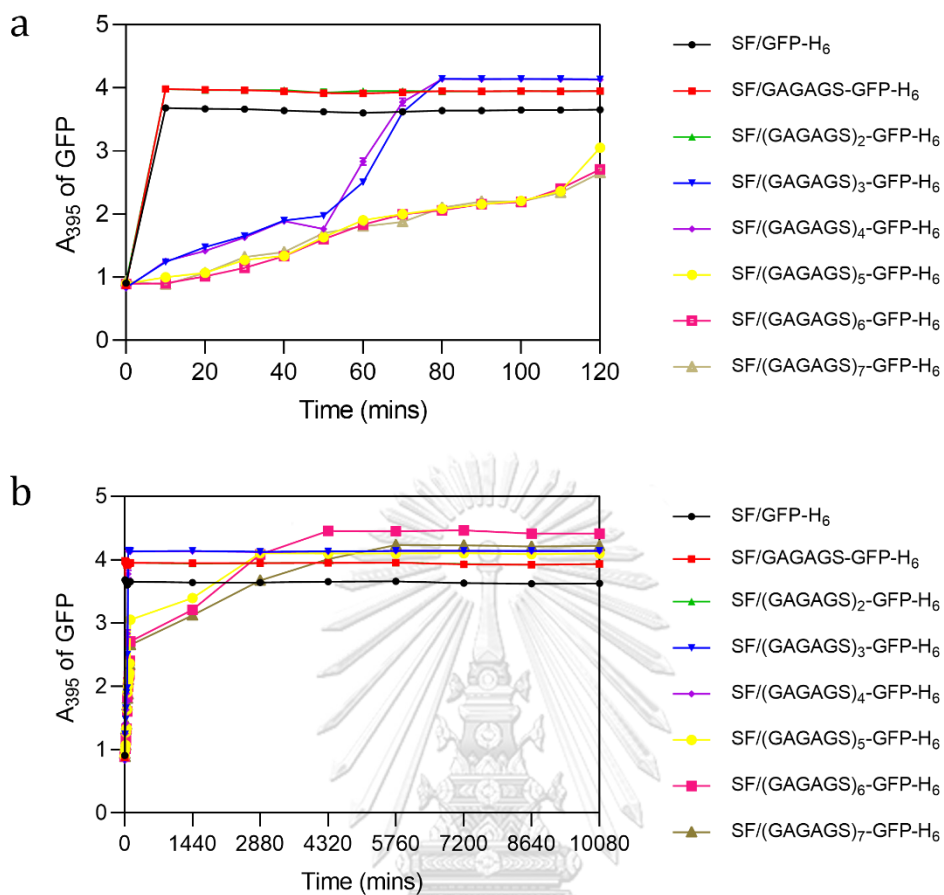 a
5
4
3
2
1
0
A₃₉₅ of GFP
0 20 40 60 80 100 120
Time (mins)
SF/GFP-H₆
SF/GAGAGS-GFP-H₆
SF/(GAGAGS)₂-GFP-H₆
SF/(GAGAGS)₃-GFP-H₆
SF/(GAGAGS)₄-GFP-H₆
SF/(GAGAGS)₅-GFP-H₆
SF/(GAGAGS)₆-GFP-H₆
SF/(GAGAGS)₇-GFP-H₆
b
5
4
3
2
1
0
A₃₉₅ of GFP
0 1440 2880 4320 5760 7200 8640 10080
Time (mins)
SF/GFP-H₆
SF/GAGAGS-GFP-H₆
SF/(GAGAGS)₂-GFP-H₆
SF/(GAGAGS)₃-GFP-H₆
SF/(GAGAGS)₄-GFP-H₆
SF/(GAGAGS)₅-GFP-H₆
SF/(GAGAGS)₆-GFP-H₆
SF/(GAGAGS)₇-GFP-H₆